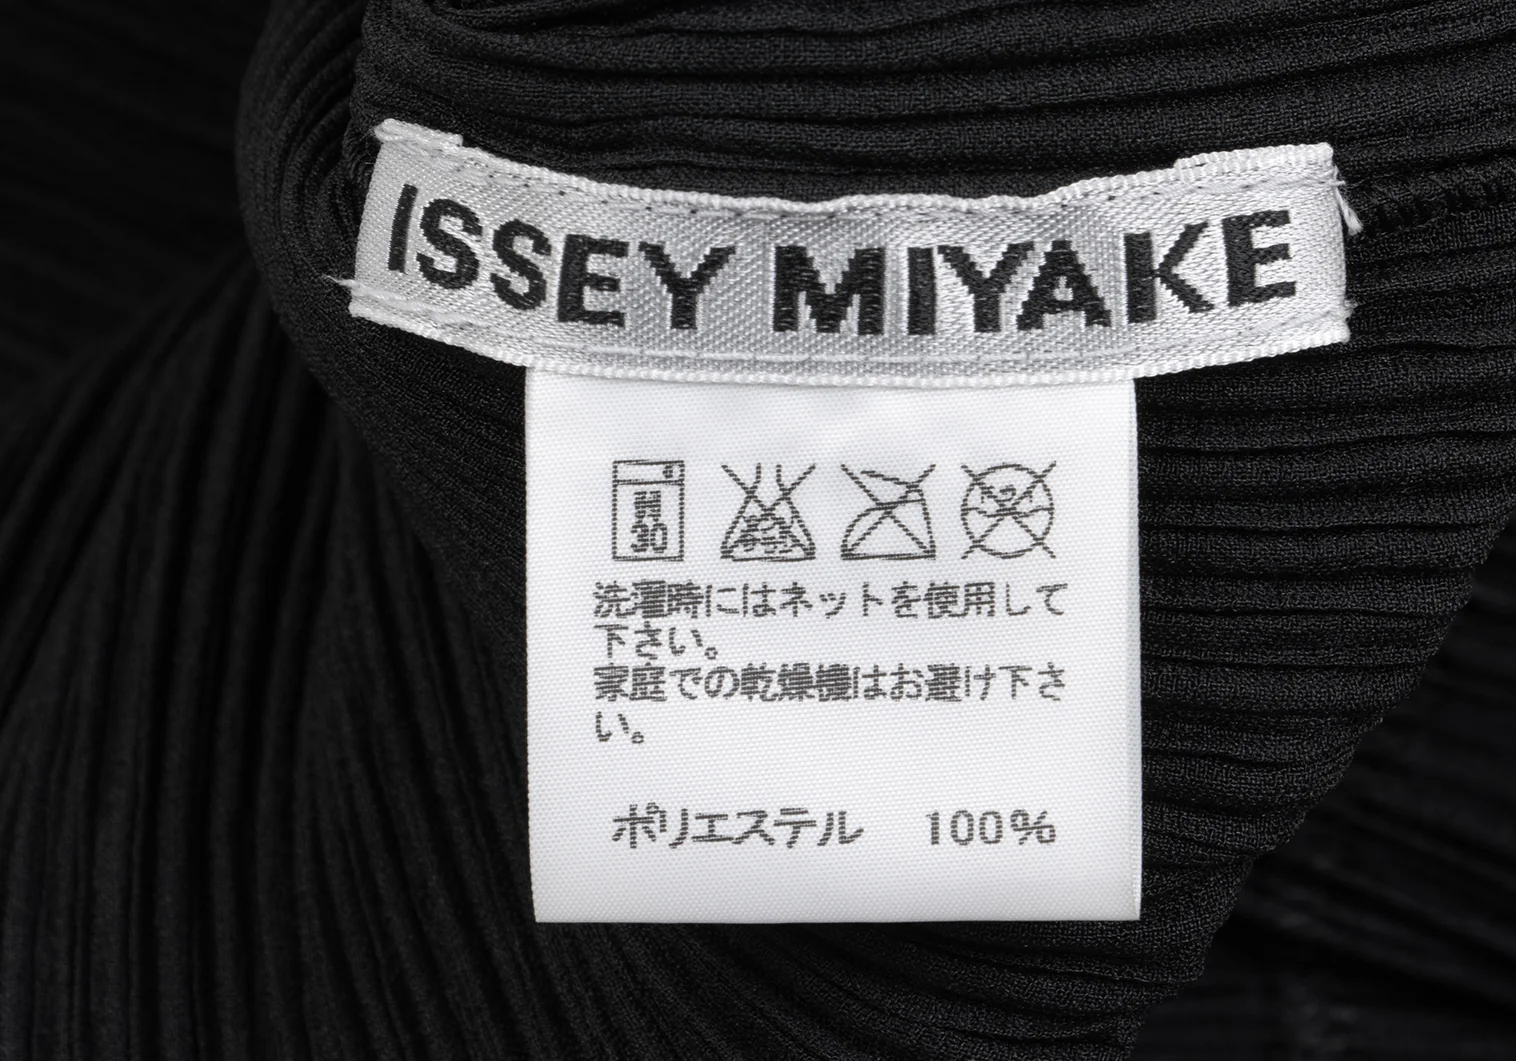 ISSEY MIYAKE
弱
30
洗濯時にはネットを使用して
下さい。
家庭での乾燥機はお避け下さ
い。
ポリエステル 100%